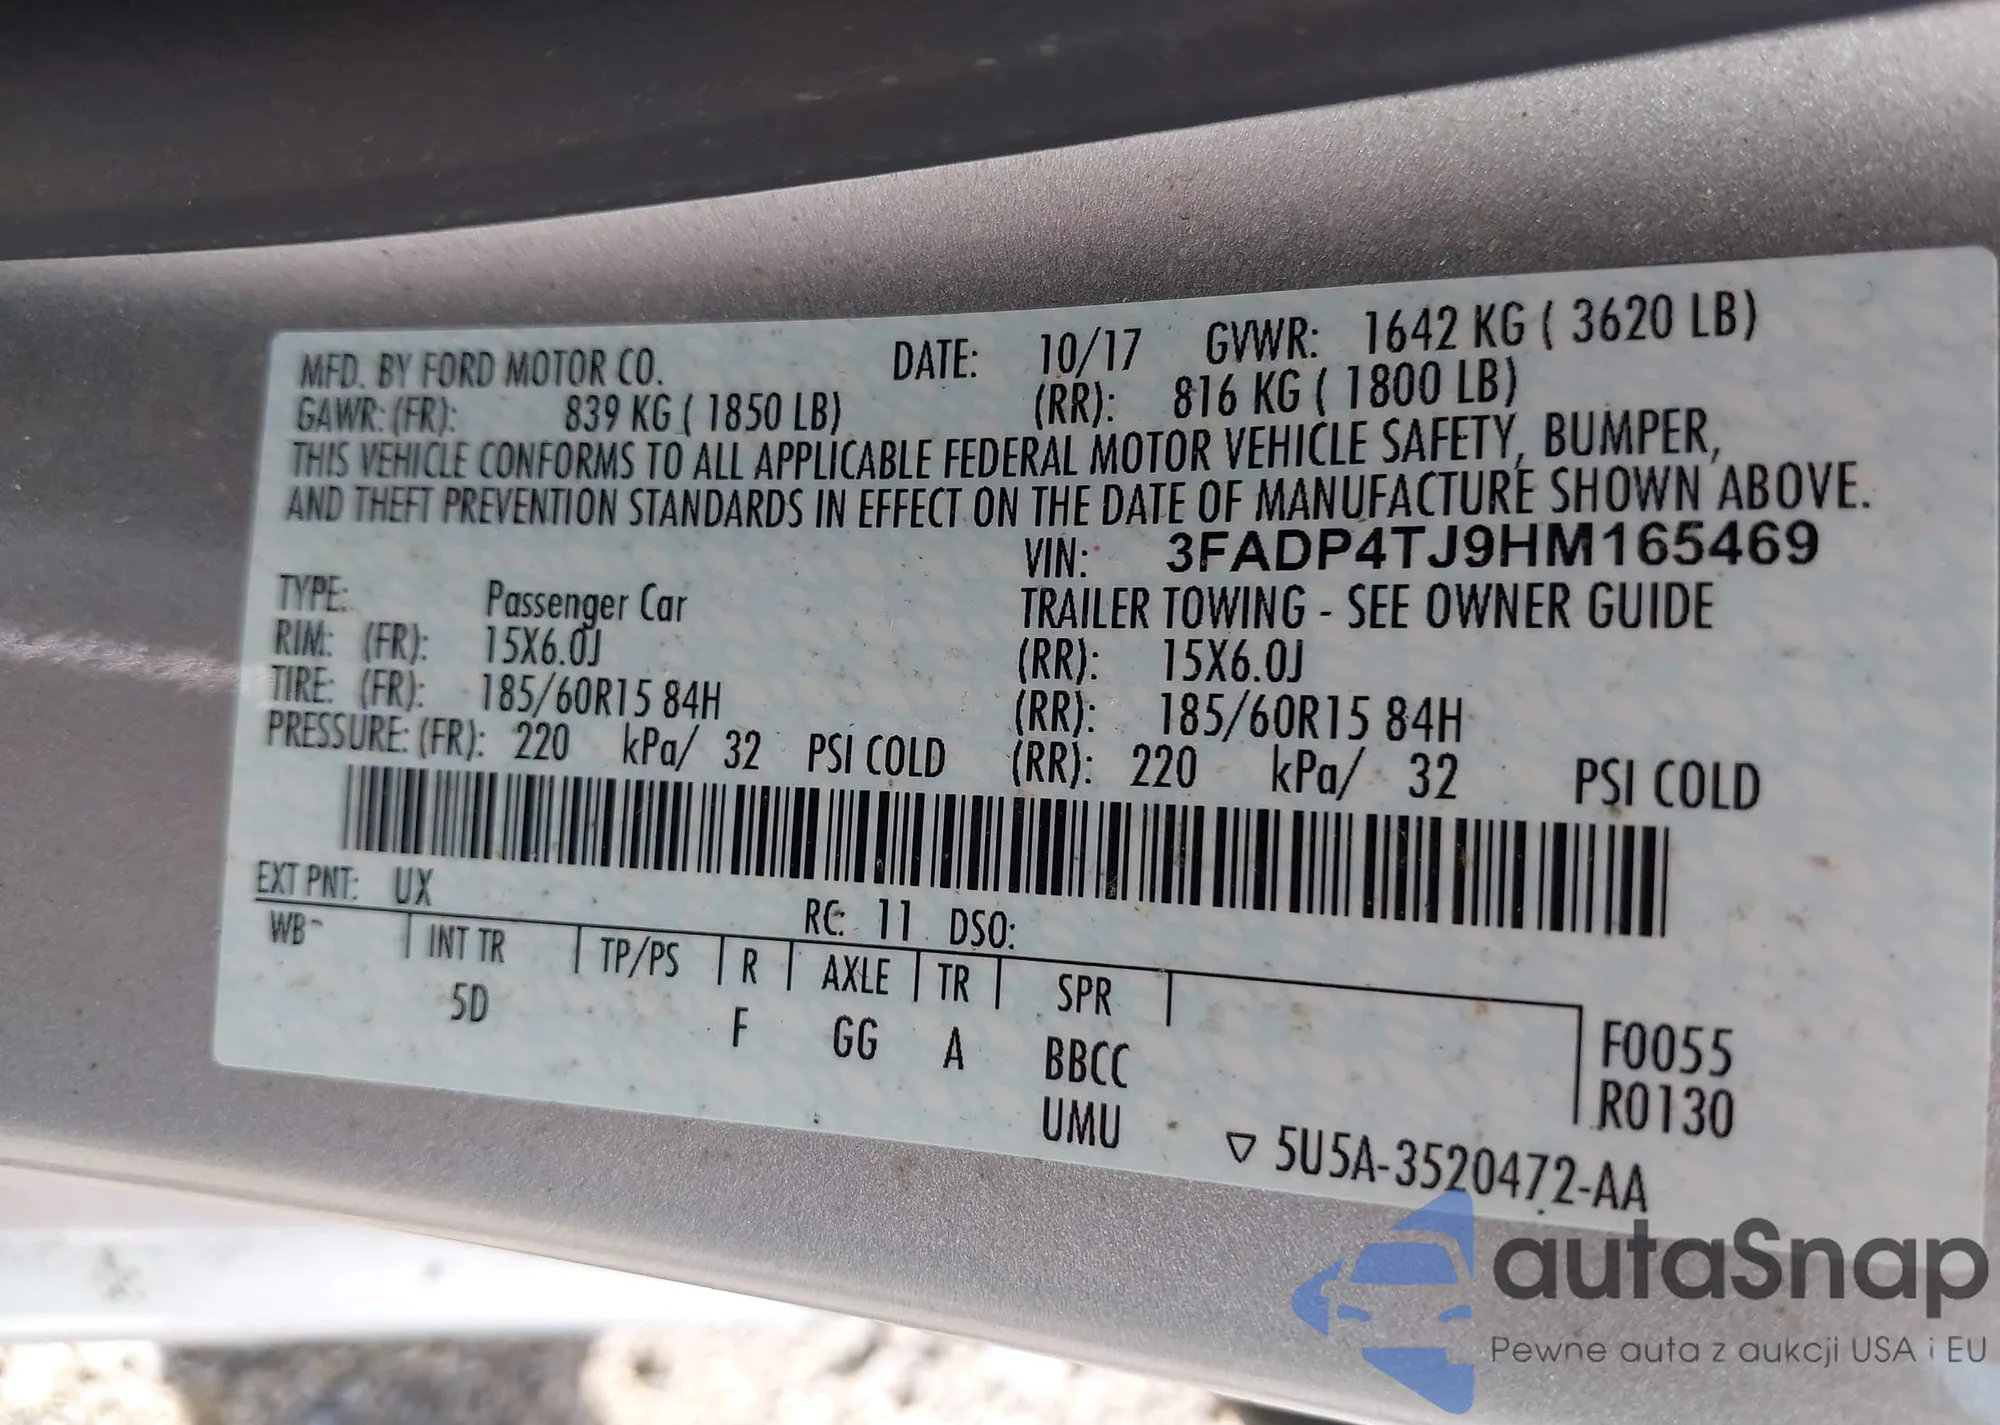 MFD. BY FORD MOTOR CO. DATE: 10/17 GVWR: 1642 KG ( 3620 LB)
GAWR: (FR): 839 KG ( 1850 LB) (RR): 816 KG ( 1800 LB)
THIS VEHICLE CONFORMS TO ALL APPLICABLE FEDERAL MOTOR VEHICLE SAFETY, BUMPER,
AND THEFT PREVENTION STANDARDS IN EFFECT ON THE DATE OF MANUFACTURE SHOWN ABOVE.
VIN: 3FADP4TJ9HM165469
TYPE: Passenger Car TRAILER TOWING - SEE OWNER GUIDE
RIM: (FR): 15X6.0J (RR): 15X6.0J
TIRE: (FR): 185/60R15 84H (RR): 185/60R15 84H
PRESSURE: (FR): 220 kPa/ 32 PSI COLD (RR): 220 kPa/ 32 PSI COLD
EXT PNT: UX RC: 11 DSO:
WB INT TR TP/PS R AXLE TR SPR
5D F GG A BBCC F0055
UMU R0130
5U5A-3520472-AA
autaSnap
Pewne auta z aukcji USA i EU